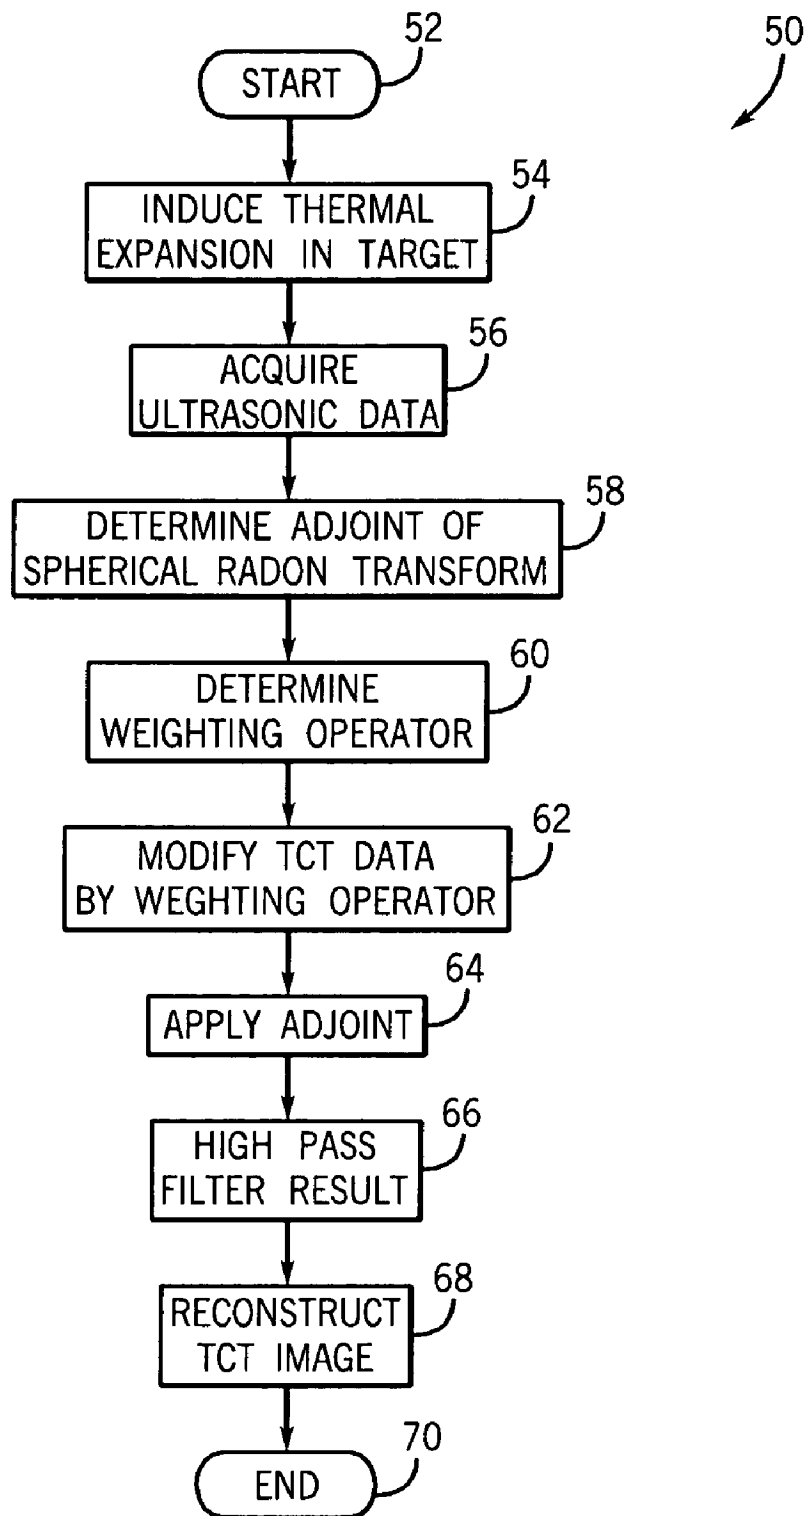 52
50
START
54
INDUCE THERMAL
EXPANSION IN TARGET
56
ACQUIRE
ULTRASONIC DATA
58
DETERMINE ADJOINT OF
SPHERICAL RADON TRANSFORM
60
DETERMINE
WEIGHTING OPERATOR
62
MODIFY TCT DATA
BY WEGHTING OPERATOR
64
APPLY ADJOINT
66
HIGH PASS
FILTER RESULT
68
RECONSTRUCT
TCT IMAGE
70
END